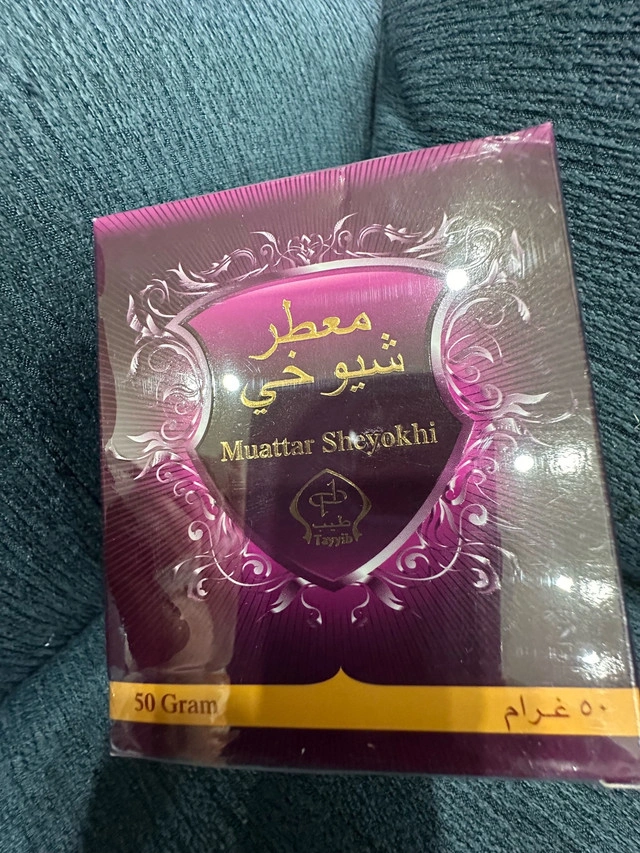 معطر
شيوخي
Muattar Sheyokhi
طيب
Tayyib
50 Gram
٥٠ غرام